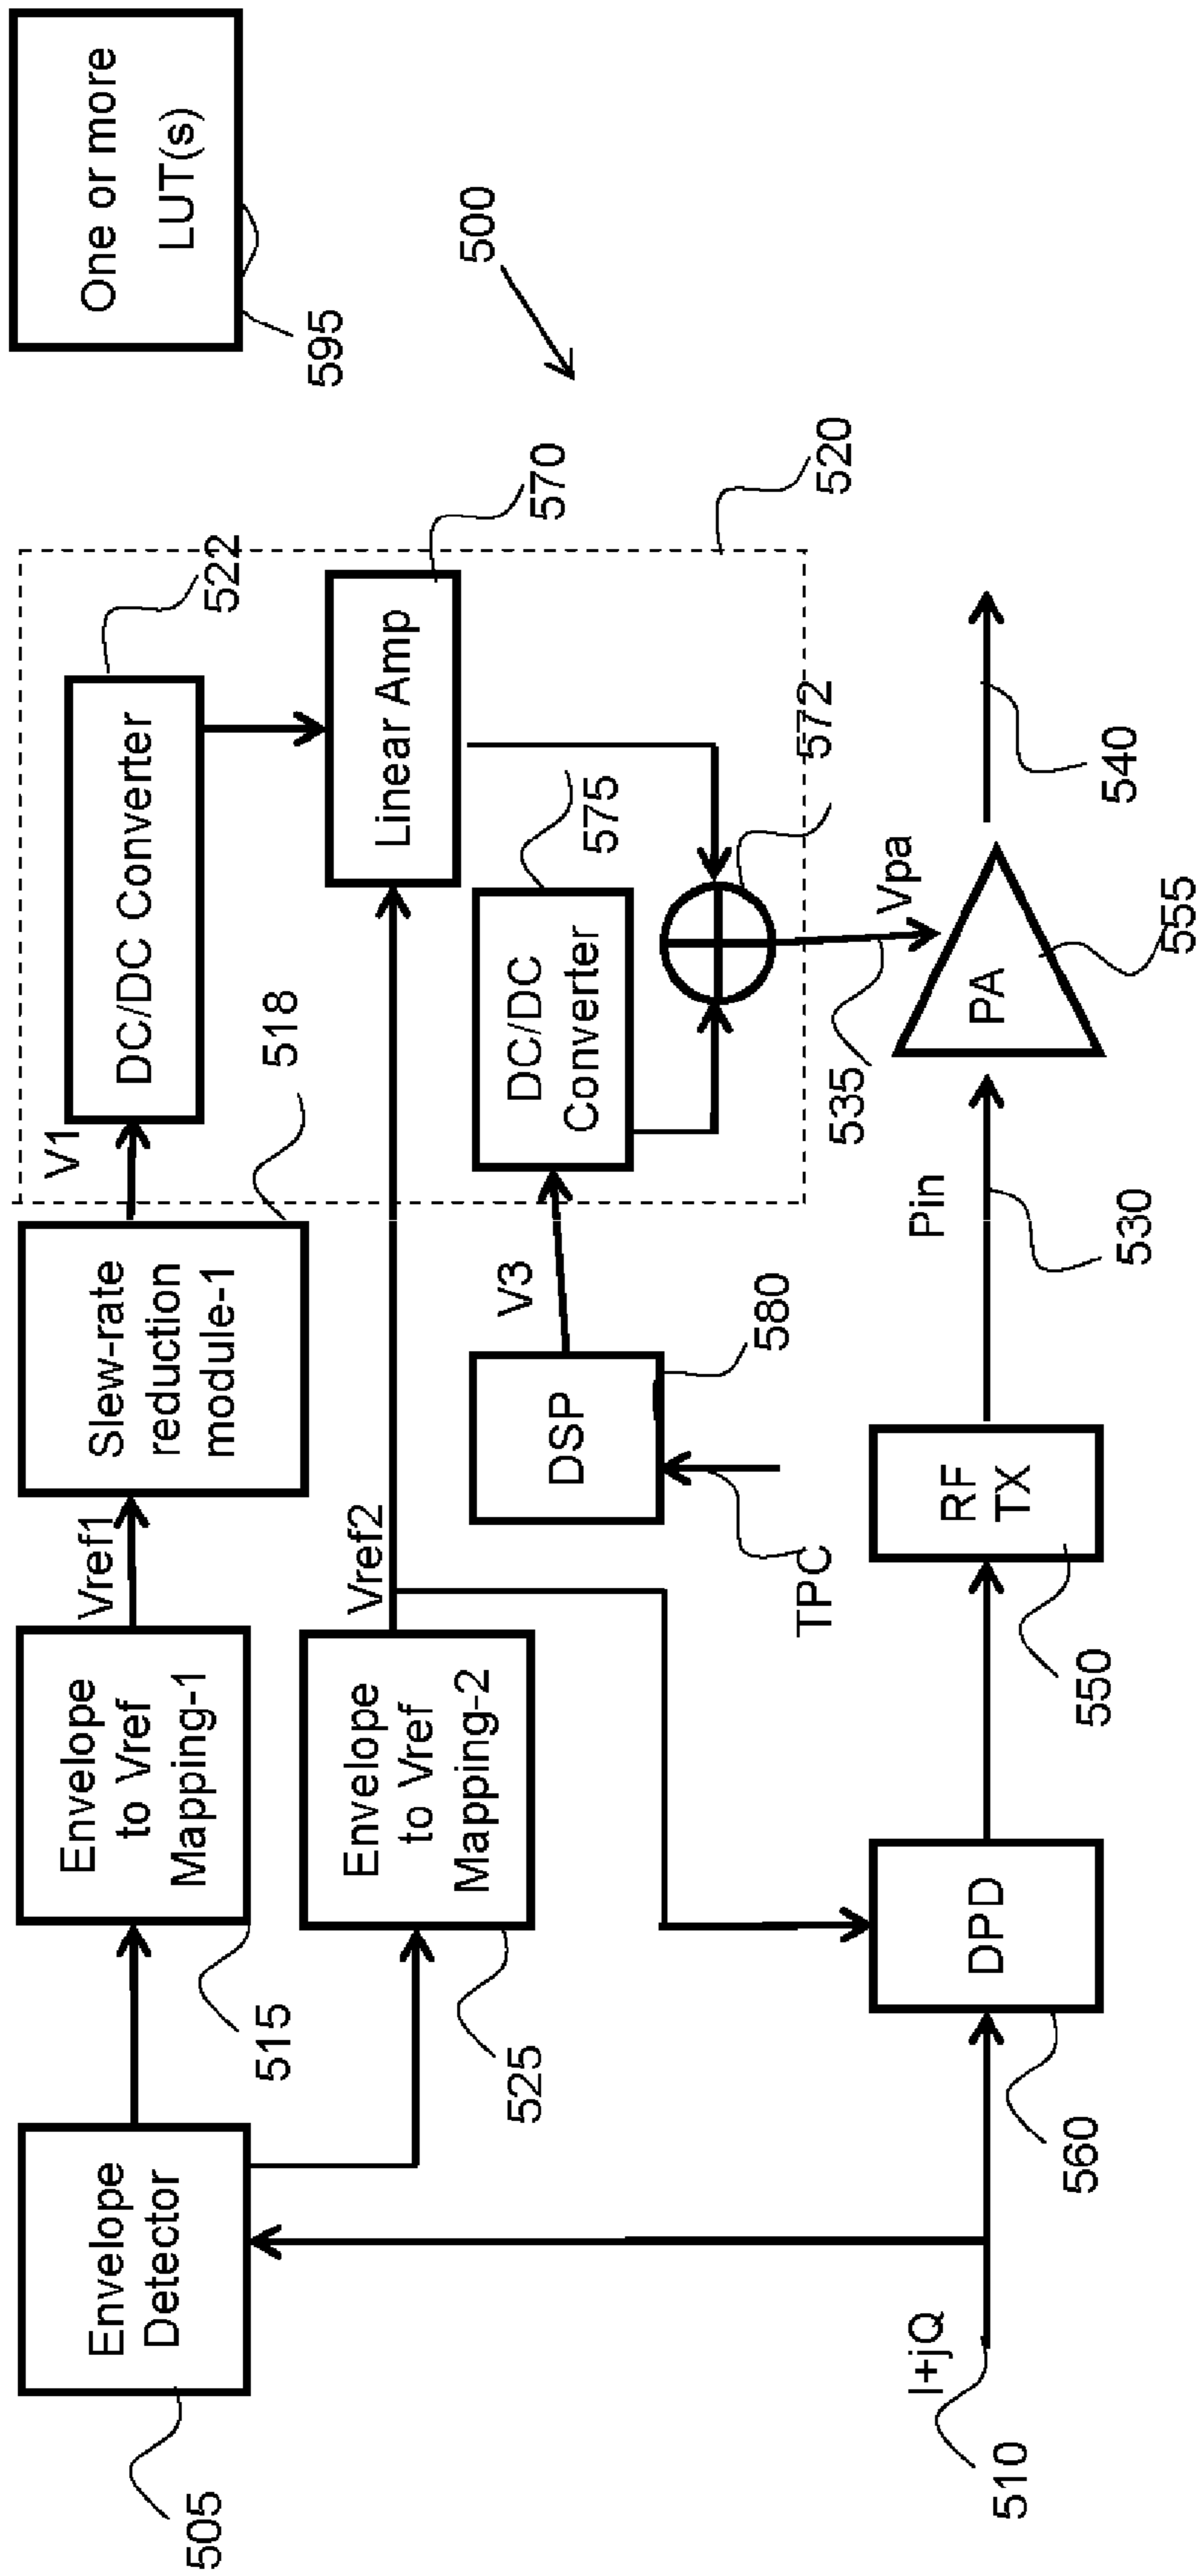 One or more
LUT(s)
595
500
DC/DC Converter
522
V1
Slew-rate
reduction
module-1
518
Vref1
Envelope
to Vref
Mapping-1
515
Envelope
Detector
505
Linear Amp
570
520
Vref2
Envelope
to Vref
Mapping-2
525
DC/DC
Converter
575
572
V3
DSP
580
TPC
Vpa
535
PA
555
540
Pin
530
RF
TX
550
DPD
560
I+jQ
510